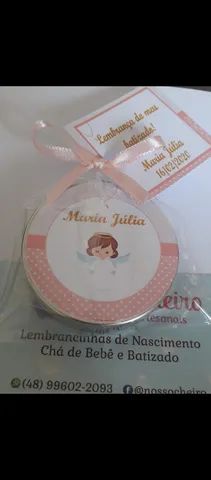 Lembrança do meu
batizado!
Maria Júlia
16/02/2020
Maria Júlia
Lembrancinhas de Nascimento
Chá de Bebê e Batizado
(48) 99602-2093 @nossocheiro